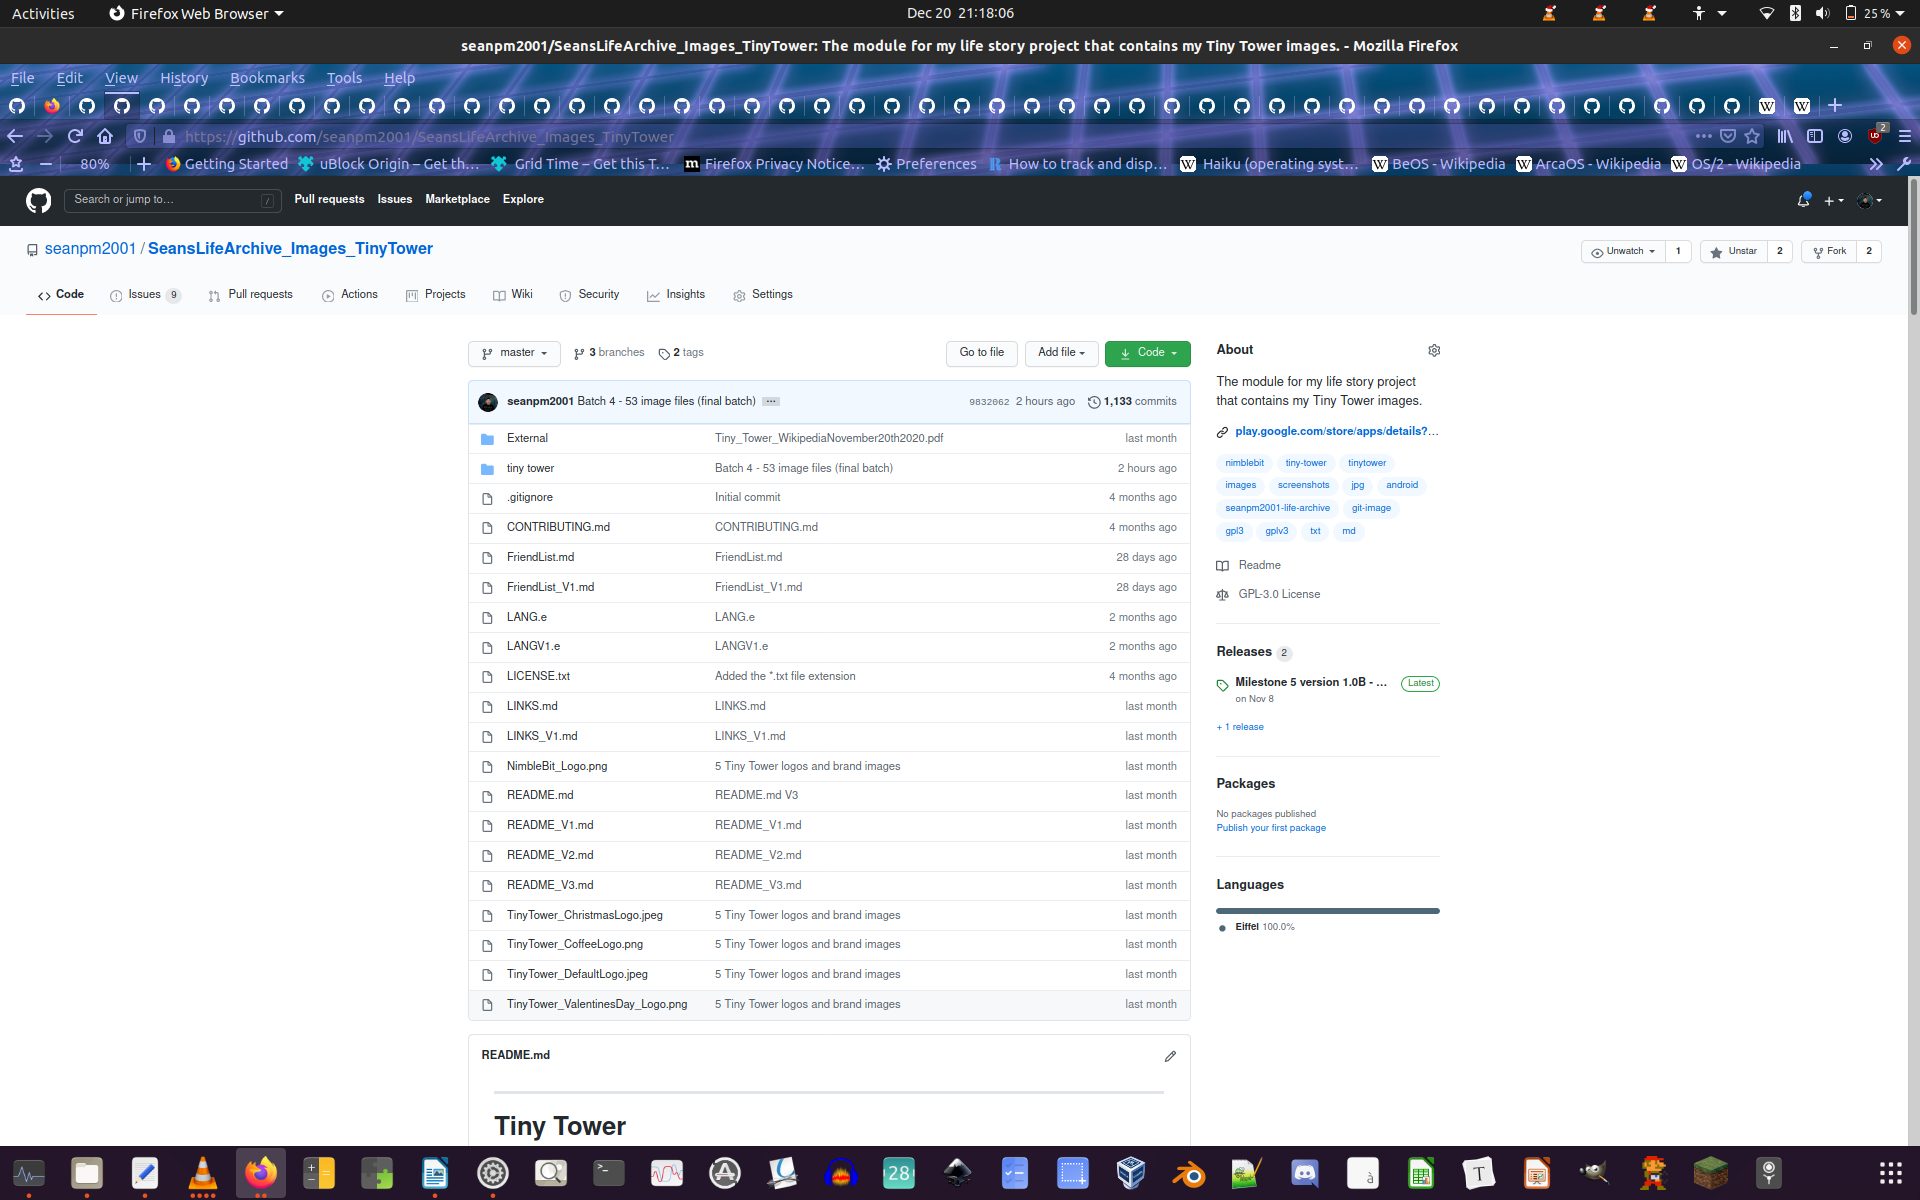 Activities Firefox Web Browser Dec 20 21:18:06 25 %
seanpm2001/SeansLifeArchive_Images_TinyTower: The module for my life story project that contains my Tiny Tower images. - Mozilla Firefox
File Edit View History Bookmarks Tools Help
https://github.com/seanpm2001/SeansLifeArchive_Images_TinyTower 2
80% Getting Started uBlock Origin – Get th… Grid Time – Get this T… Firefox Privacy Notice… Preferences How to track and disp… Haiku (operating syst… BeOS - Wikipedia ArcaOS - Wikipedia OS/2 - Wikipedia
Search or jump to… / Pull requests Issues Marketplace Explore
seanpm2001 / SeansLifeArchive_Images_TinyTower Unwatch 1 Unstar 2 Fork 2
Code Issues 9 Pull requests Actions Projects Wiki Security Insights Settings
master 3 branches 2 tags Go to file Add file Code
seanpm2001 Batch 4 - 53 image files (final batch) … 9832062 2 hours ago 1,133 commits
External Tiny_Tower_WikipediaNovember20th2020.pdf last month
tiny tower Batch 4 - 53 image files (final batch) 2 hours ago
.gitignore Initial commit 4 months ago
CONTRIBUTING.md CONTRIBUTING.md 4 months ago
FriendList.md FriendList.md 28 days ago
FriendList_V1.md FriendList_V1.md 28 days ago
LANG.e LANG.e 2 months ago
LANGV1.e LANGV1.e 2 months ago
LICENSE.txt Added the *.txt file extension 4 months ago
LINKS.md LINKS.md last month
LINKS_V1.md LINKS_V1.md last month
NimbleBit_Logo.png 5 Tiny Tower logos and brand images last month
README.md README.md V3 last month
README_V1.md README_V1.md last month
README_V2.md README_V2.md last month
README_V3.md README_V3.md last month
TinyTower_ChristmasLogo.jpeg 5 Tiny Tower logos and brand images last month
TinyTower_CoffeeLogo.png 5 Tiny Tower logos and brand images last month
TinyTower_DefaultLogo.jpeg 5 Tiny Tower logos and brand images last month
TinyTower_ValentinesDay_Logo.png 5 Tiny Tower logos and brand images last month
README.md
Tiny Tower
About
The module for my life story project
that contains my Tiny Tower images.
play.google.com/store/apps/details?…
nimblebit tiny-tower tinytower
images screenshots jpg android
seanpm2001-life-archive git-image
gpl3 gplv3 txt md
Readme
GPL-3.0 License
Releases 2
Milestone 5 version 1.0B - … Latest
on Nov 8
+ 1 release
Packages
No packages published
Publish your first package
Languages
Eiffel 100.0%
28